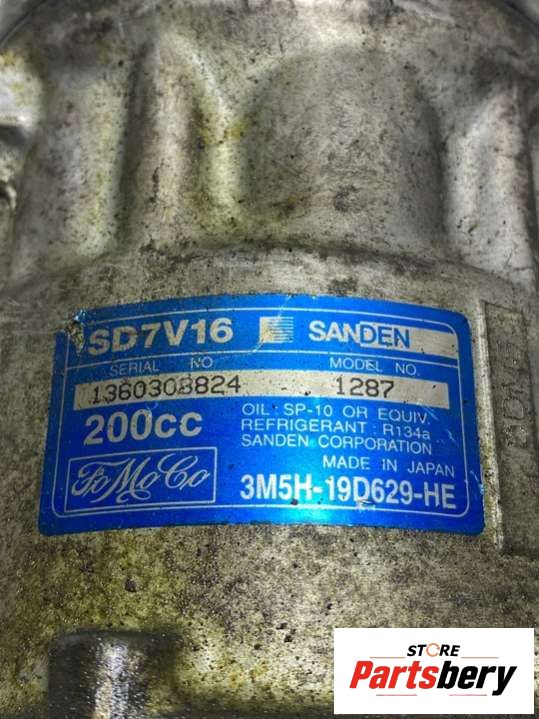 SD7V16 SANDEN
SERIAL NO MODEL NO.
1360308824 1287
200cc OIL: SP-10 OR EQUIV.
REFRIGERANT: R134a
SANDEN CORPORATION
MADE IN JAPAN
FoMoCo 3M5H-19D629-HE
STORE
Partsbery